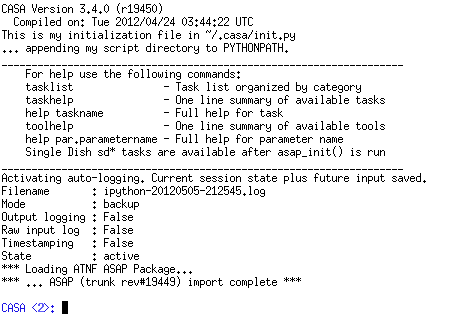 CASA Version 3.4.0 (r19450)
Compiled on: Tue 2012/04/24 03:44:22 UTC
This is my initialization file in ~/.casa/init.py
... appending my script directory to PYTHONPATH.
For help use the following commands:
tasklist - Task list organized by category
taskhelp - One line summary of available tasks
help taskname - Full help for task
toolhelp - One line summary of available tools
help par.parametername - Full help for parameter name
Single Dish sd* tasks are available after asap_init() is run
Activating auto-logging. Current session state plus future input saved.
Filename : ipython-20120505-212545.log
Mode : backup
Output logging : False
Raw input log : False
Timestamping : False
State : active
*** Loading ATNF ASAP Package...
*** ... ASAP (trunk rev#19449) import complete ***
CASA <2>: